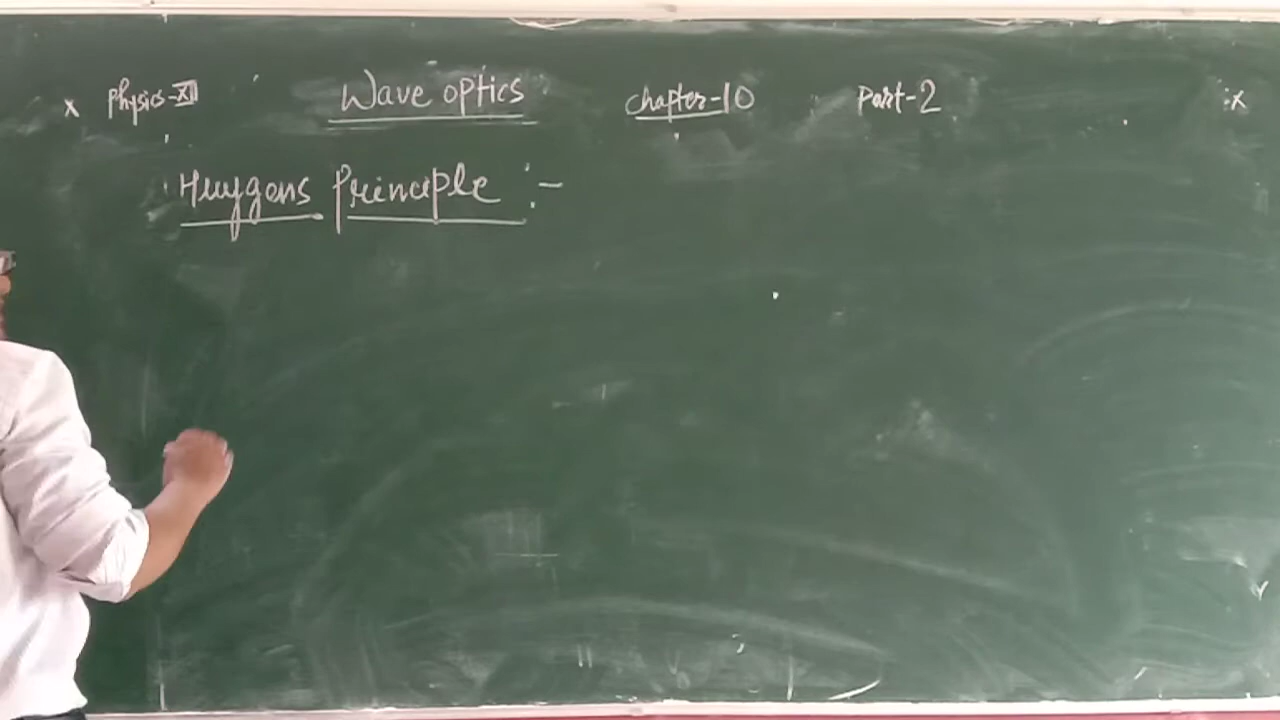 x Physics-XII Wave optics chapter-10 Part-2 x
Huygens Principle :-